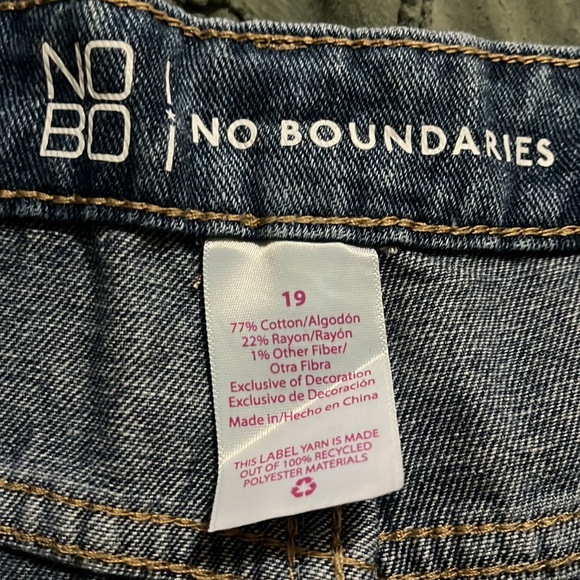 NO
BO
NO BOUNDARIES
19
77% Cotton/Algodón
22% Rayon/Rayón
1% Other Fiber/
Otra Fibra
Exclusive of Decoration
Exclusivo de Decoración
Made in/Hecho en China
THIS LABEL YARN IS MADE
OUT OF 100% RECYCLED
POLYESTER MATERIALS